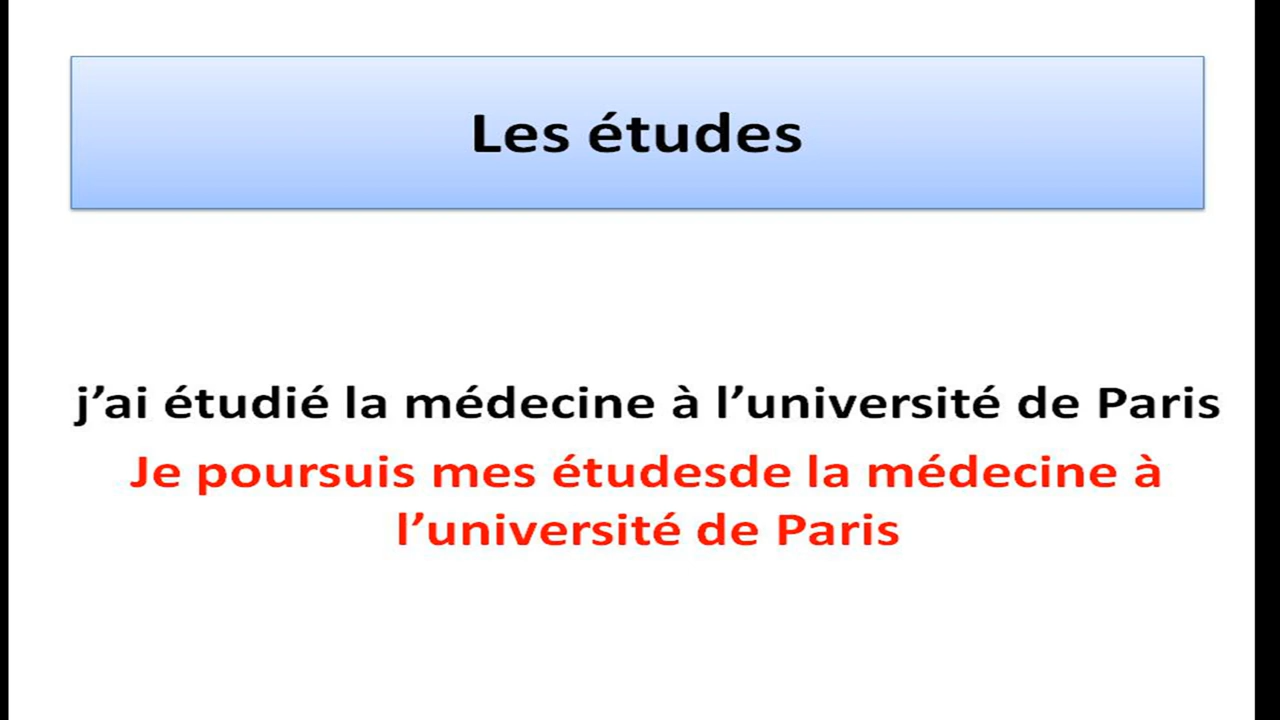 Les études
j’ai étudié la médecine à l’université de Paris
Je poursuis mes étudesde la médecine à
l’université de Paris